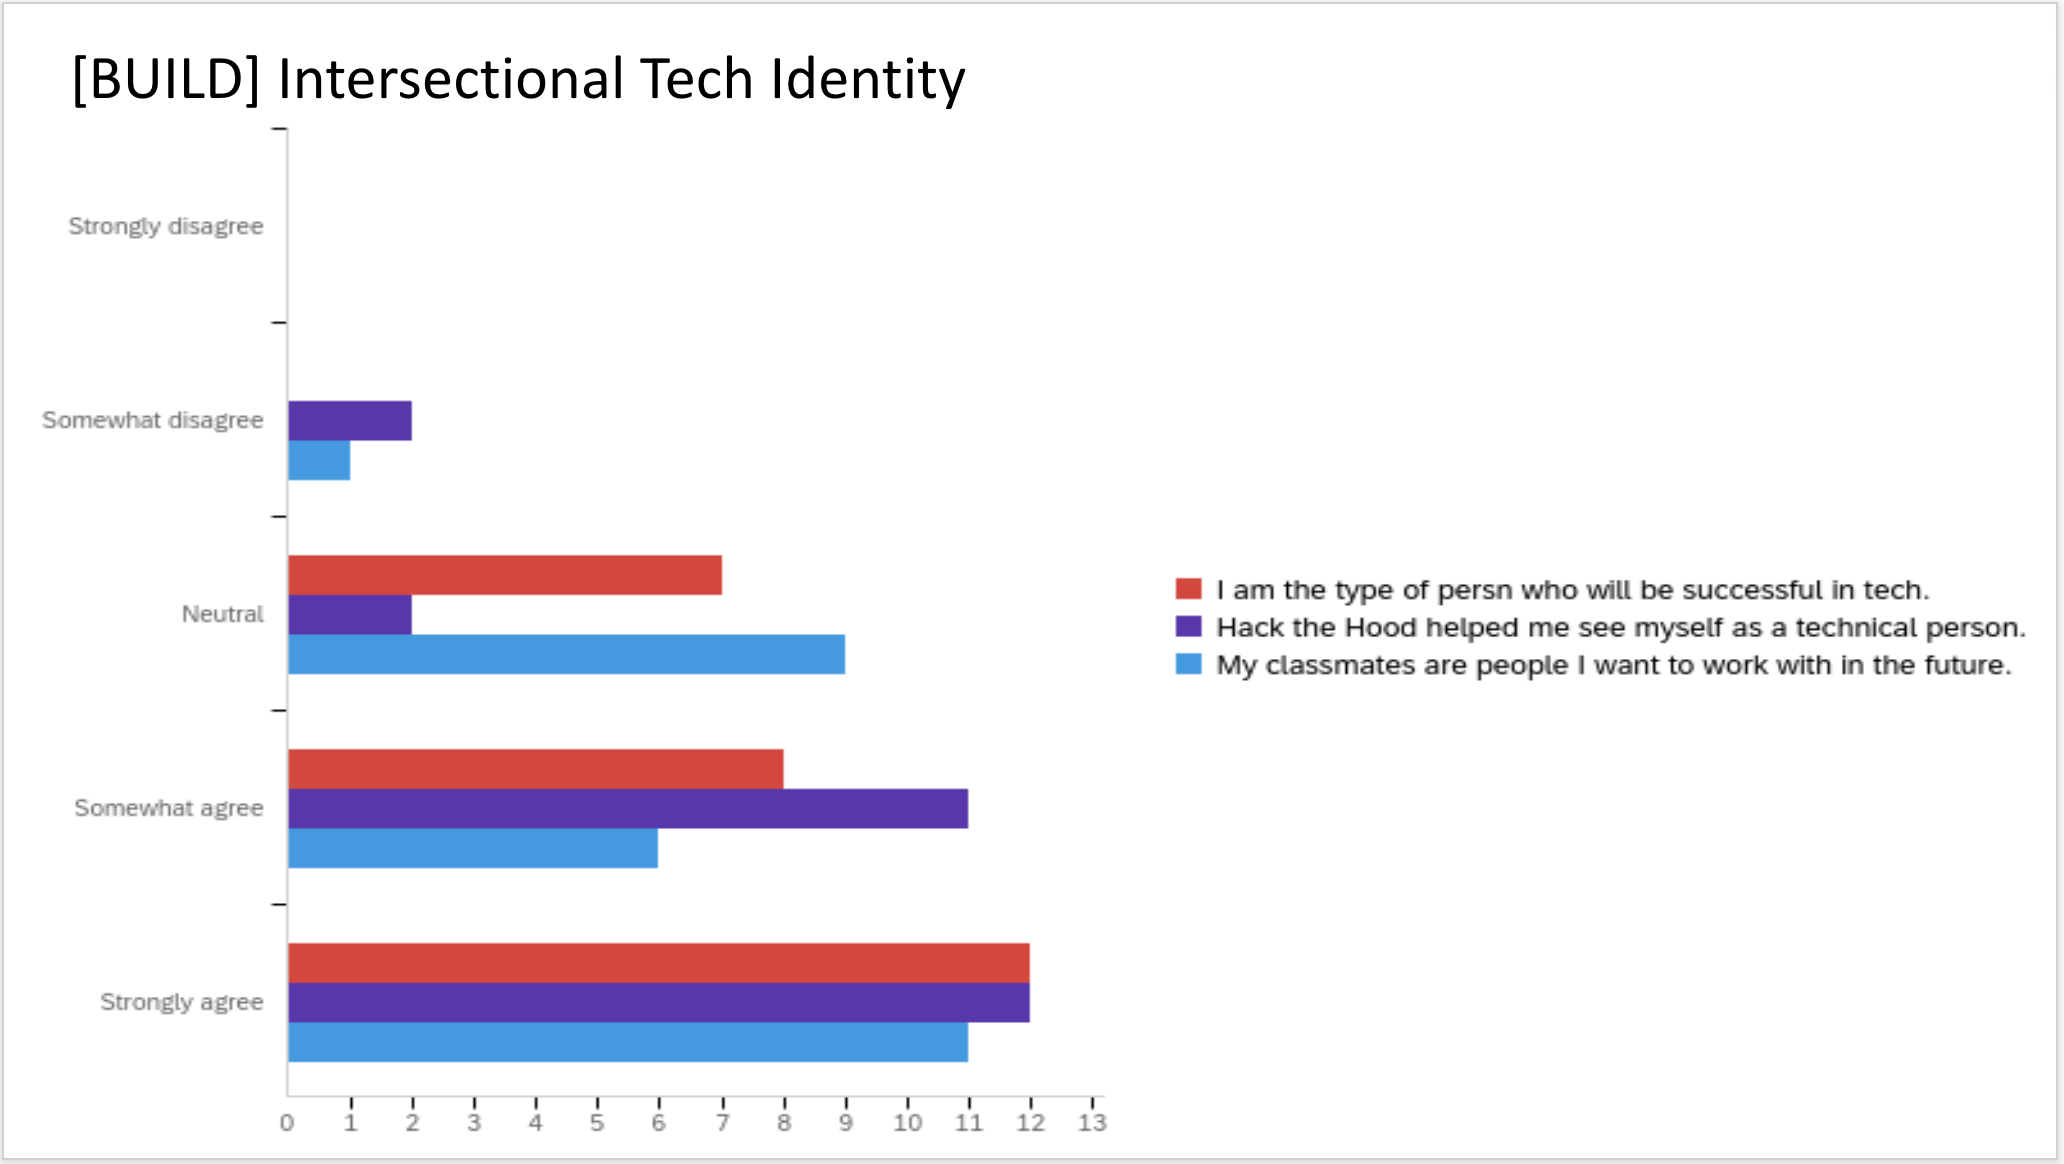 [BUILD] Intersectional Tech Identity
Strongly disagree
Somewhat disagree
Neutral
Somewhat agree
Strongly agree
0 1 2 3 4 5 6 7 8 9 10 11 12 13
I am the type of persn who will be successful in tech.
Hack the Hood helped me see myself as a technical person.
My classmates are people I want to work with in the future.